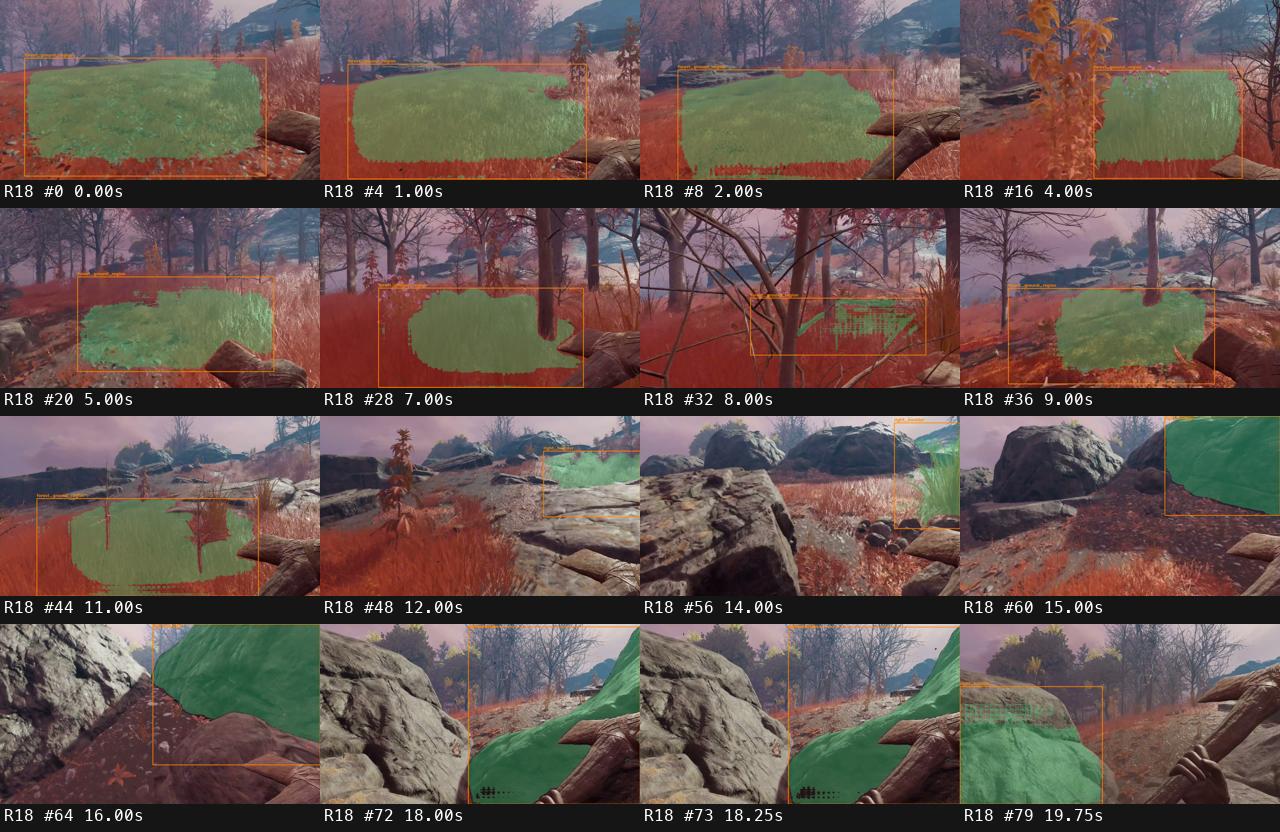 R18 #0 0.00s
R18 #4 1.00s
R18 #8 2.00s
R18 #16 4.00s
R18 #20 5.00s
R18 #28 7.00s
R18 #32 8.00s
R18 #36 9.00s
R18 #44 11.00s
R18 #48 12.00s
R18 #56 14.00s
R18 #60 15.00s
R18 #64 16.00s
R18 #72 18.00s
R18 #73 18.25s
R18 #79 19.75s